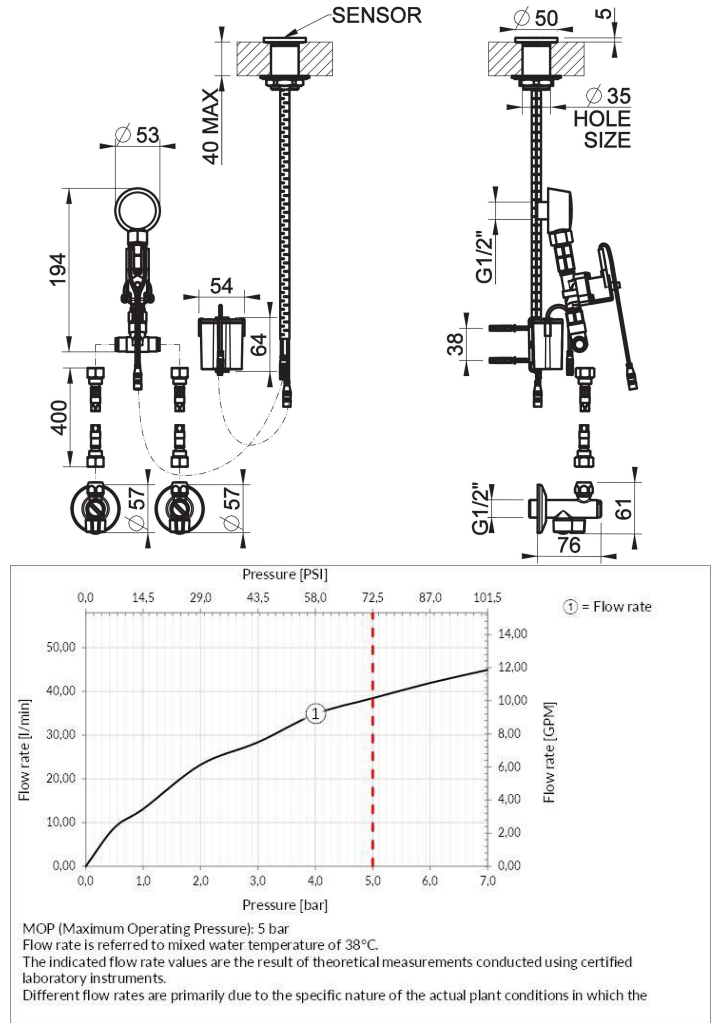 SENSOR
Ø 50
5
40 MAX
Ø 35
HOLE
SIZE
Ø 53
194
54
64
G1/2"
38
400
Ø 57
Ø 57
G1/2"
61
76
Pressure [PSI]
0,0 14,5 29,0 43,5 58,0 72,5 87,0 101,5
1 = Flow rate
50,00
40,00
30,00
20,00
10,00
0,00
Flow rate [l/min]
1
14,00
12,00
10,00
8,00
6,00
4,00
2,00
0,00
Flow rate [GPM]
0,0 1,0 2,0 3,0 4,0 5,0 6,0 7,0
Pressure [bar]
MOP (Maximum Operating Pressure): 5 bar
Flow rate is referred to mixed water temperature of 38°C.
The indicated flow rate values are the result of theoretical measurements conducted using certified
laboratory instruments.
Different flow rates are primarily due to the specific nature of the actual plant conditions in which the